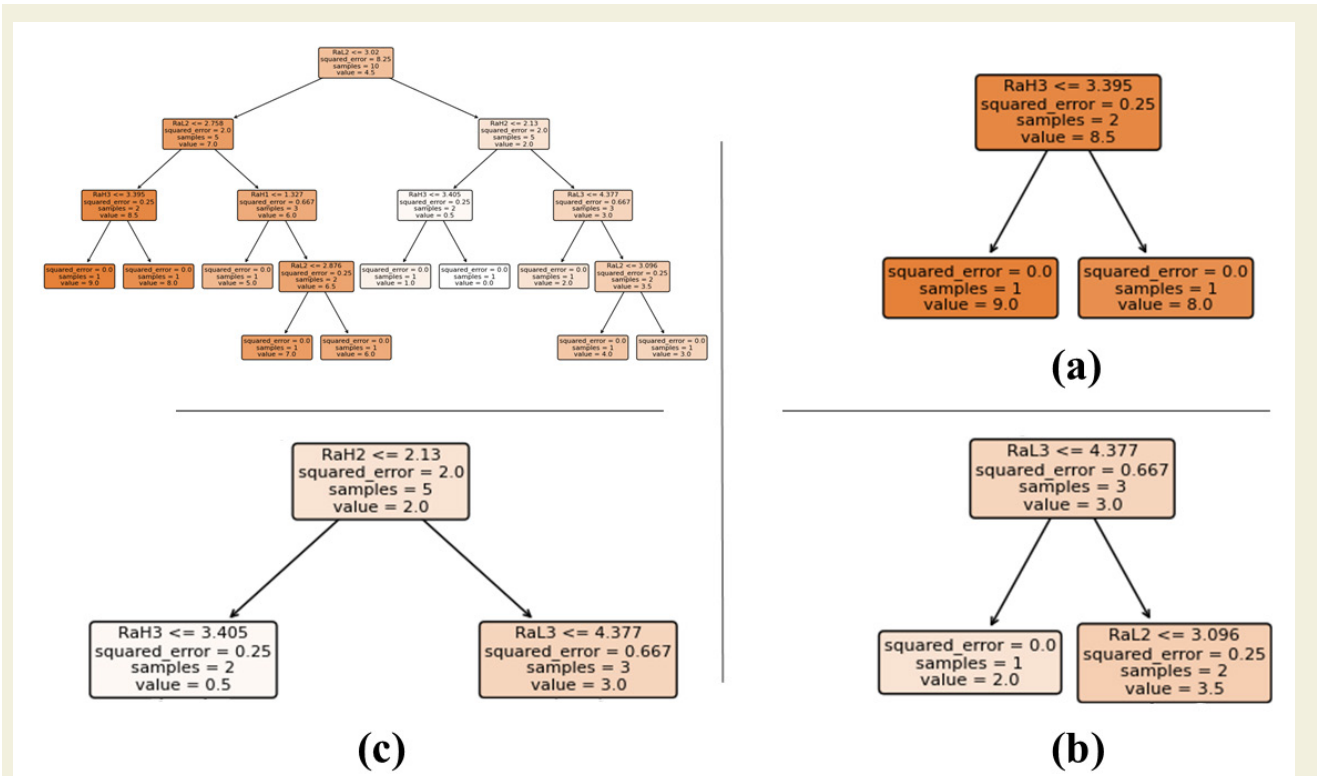 RaL2 <= 3.02
squared_error = 8.25
samples = 10
value = 4.5
RaL2 <= 2.758
squared_error = 2.0
samples = 5
value = 7.0
RaH2 <= 2.13
squared_error = 2.0
samples = 5
value = 2.0
RaH3 <= 3.395
squared_error = 0.25
samples = 2
value = 8.5
RaH1 <= 1.327
squared_error = 0.667
samples = 3
value = 6.0
RaH3 <= 3.405
squared_error = 0.25
samples = 2
value = 0.5
RaL3 <= 4.377
squared_error = 0.667
samples = 3
value = 3.0
squared_error = 0.0
samples = 1
value = 9.0
squared_error = 0.0
samples = 1
value = 8.0
squared_error = 0.0
samples = 1
value = 5.0
RaL2 <= 2.876
squared_error = 0.25
samples = 2
value = 6.5
squared_error = 0.0
samples = 1
value = 1.0
squared_error = 0.0
samples = 1
value = 0.0
squared_error = 0.0
samples = 1
value = 2.0
RaL2 <= 3.096
squared_error = 0.25
samples = 2
value = 3.5
squared_error = 0.0
samples = 1
value = 7.0
squared_error = 0.0
samples = 1
value = 6.0
squared_error = 0.0
samples = 1
value = 4.0
squared_error = 0.0
samples = 1
value = 3.0
RaH3 <= 3.395
squared_error = 0.25
samples = 2
value = 8.5
squared_error = 0.0
samples = 1
value = 9.0
squared_error = 0.0
samples = 1
value = 8.0
(a)
RaH2 <= 2.13
squared_error = 2.0
samples = 5
value = 2.0
RaH3 <= 3.405
squared_error = 0.25
samples = 2
value = 0.5
RaL3 <= 4.377
squared_error = 0.667
samples = 3
value = 3.0
(c)
RaL3 <= 4.377
squared_error = 0.667
samples = 3
value = 3.0
squared_error = 0.0
samples = 1
value = 2.0
RaL2 <= 3.096
squared_error = 0.25
samples = 2
value = 3.5
(b)